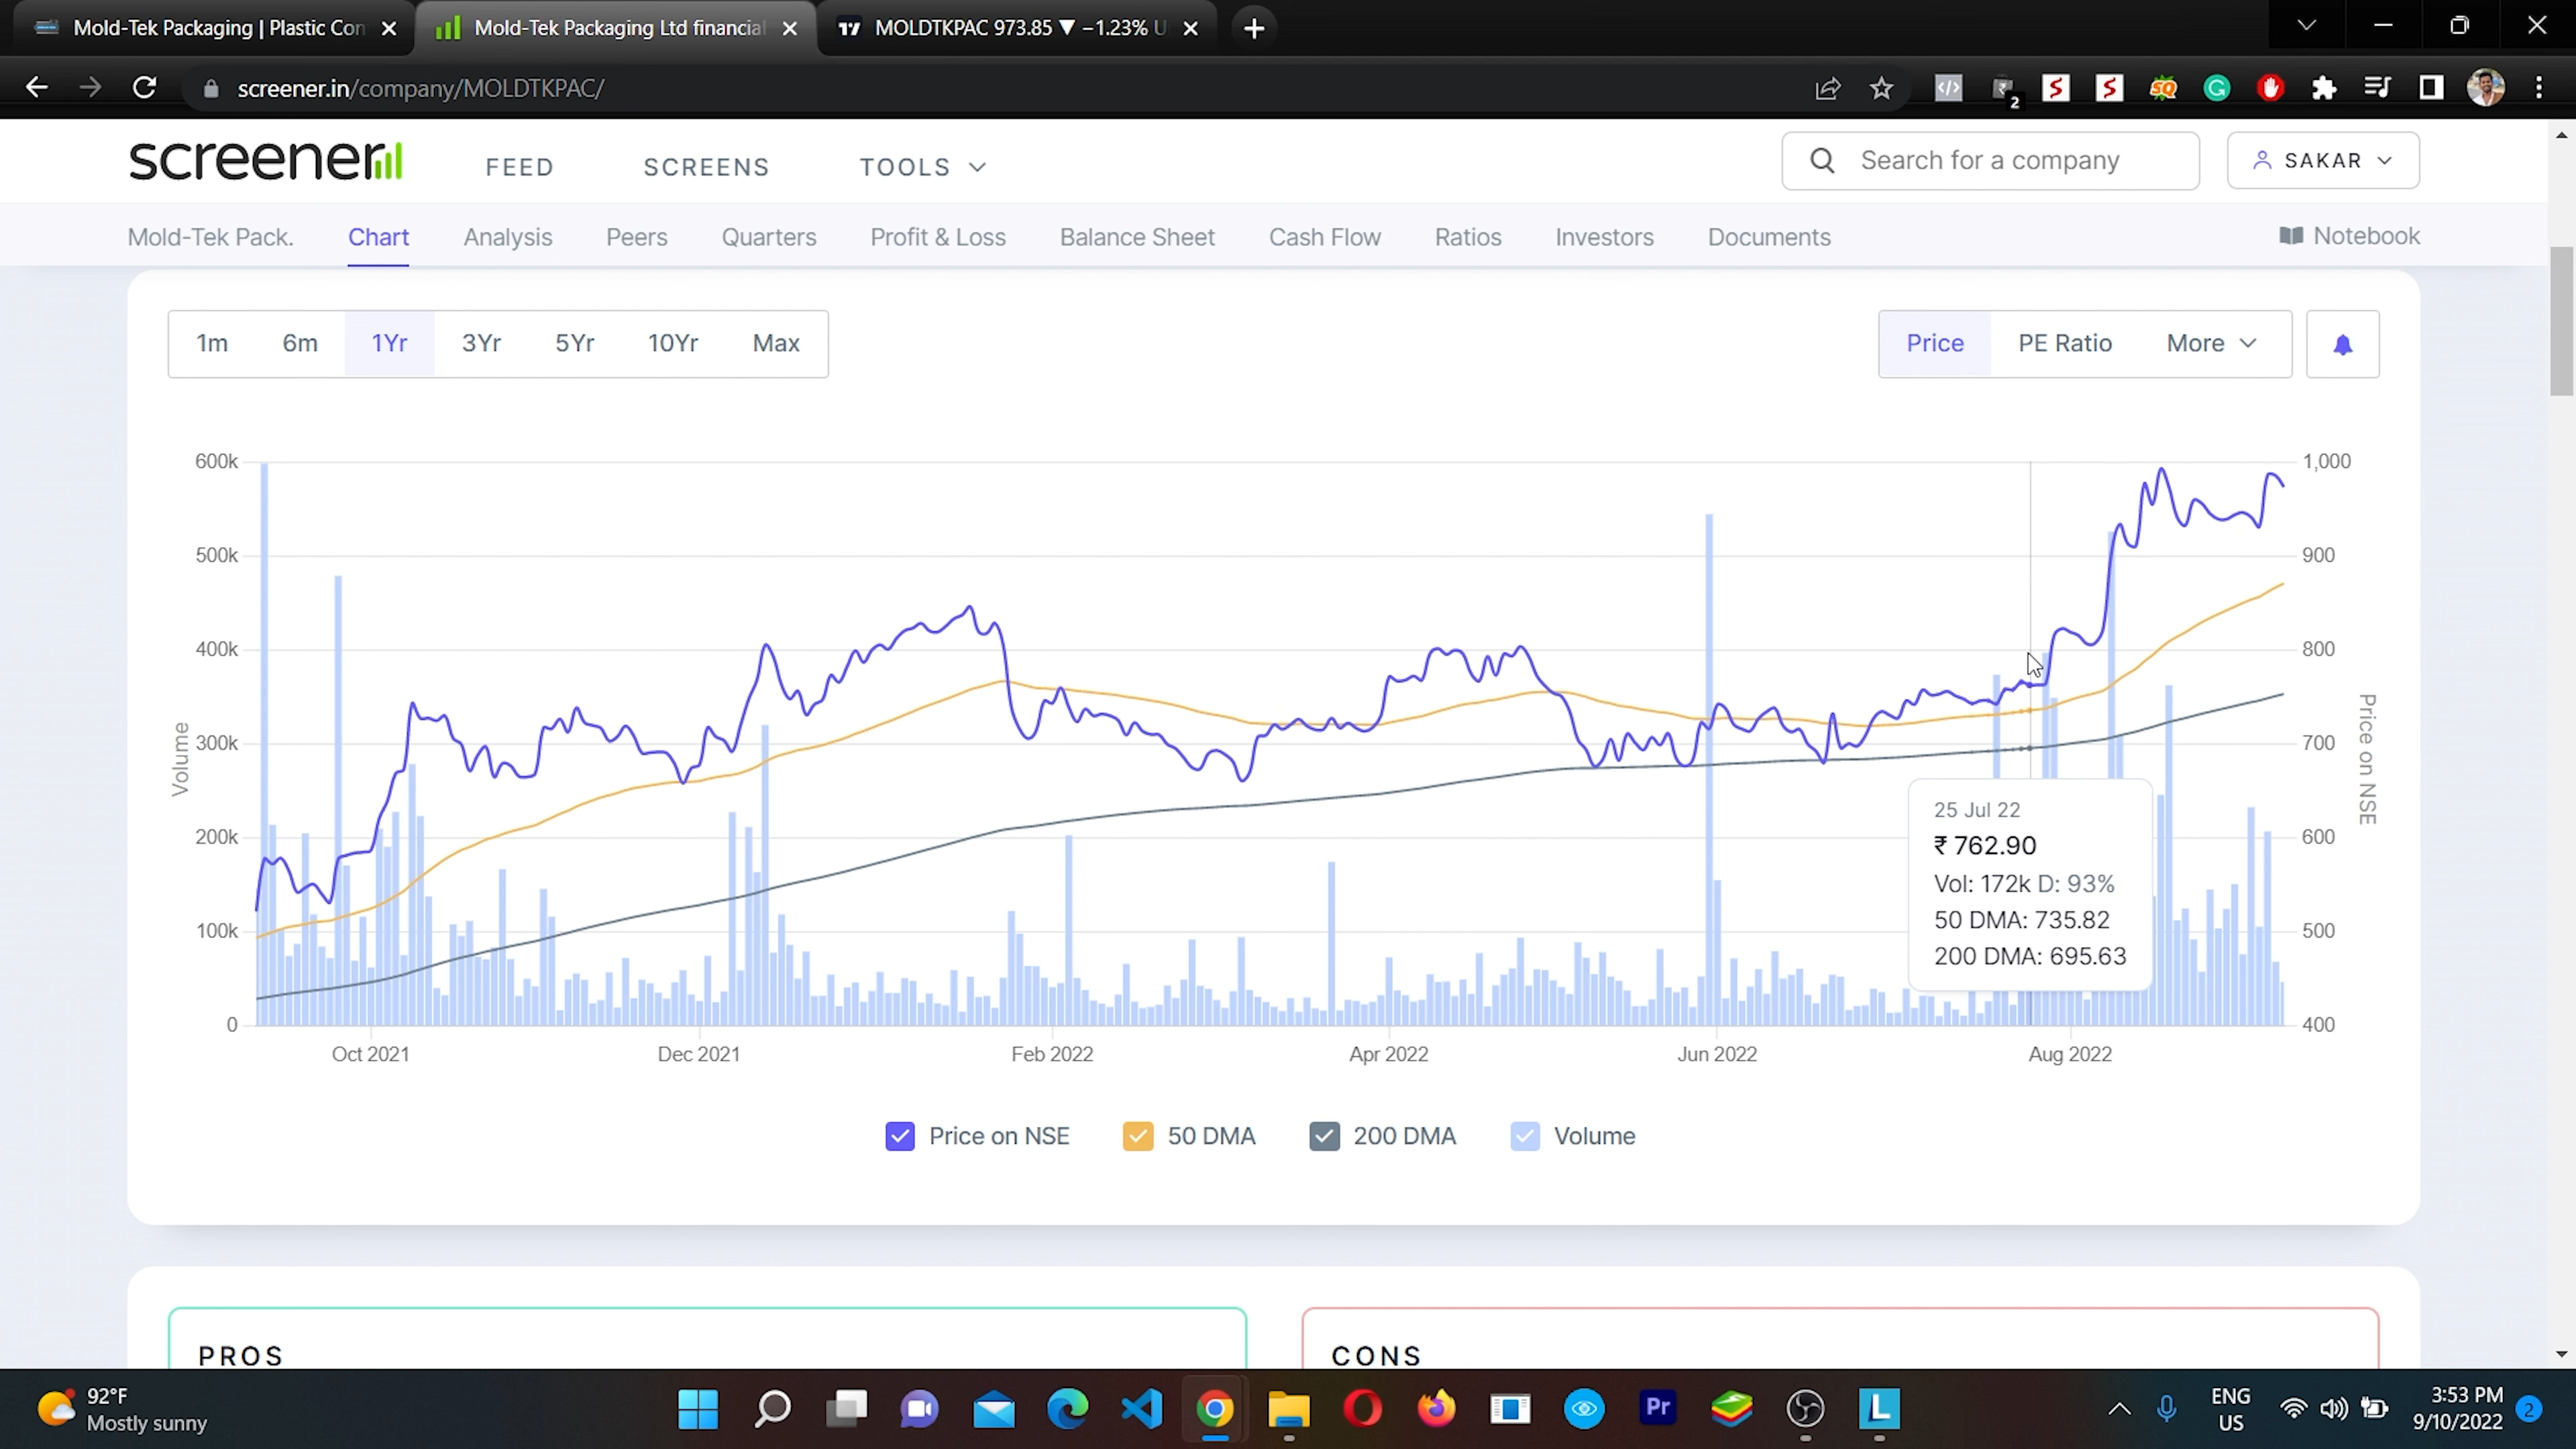 Mold-Tek Packaging | Plastic Con
Mold-Tek Packaging Ltd financial
MOLDTKPAC 973.85 ▼ −1.23% U
screener.in/company/MOLDTKPAC/
2
screener
FEED
SCREENS
TOOLS
Search for a company
SAKAR
Mold-Tek Pack.
Chart
Analysis
Peers
Quarters
Profit & Loss
Balance Sheet
Cash Flow
Ratios
Investors
Documents
Notebook
1m
6m
1Yr
3Yr
5Yr
10Yr
Max
Price
PE Ratio
More
600k
500k
400k
300k
200k
100k
0
Volume
1,000
900
800
700
600
500
400
Price on NSE
25 Jul 22
₹ 762.90
Vol: 172k D: 93%
50 DMA: 735.82
200 DMA: 695.63
Oct 2021
Dec 2021
Feb 2022
Apr 2022
Jun 2022
Aug 2022
Price on NSE
50 DMA
200 DMA
Volume
PROS
CONS
92°F
Mostly sunny
Pr
L
ENG
US
3:53 PM
9/10/2022
2